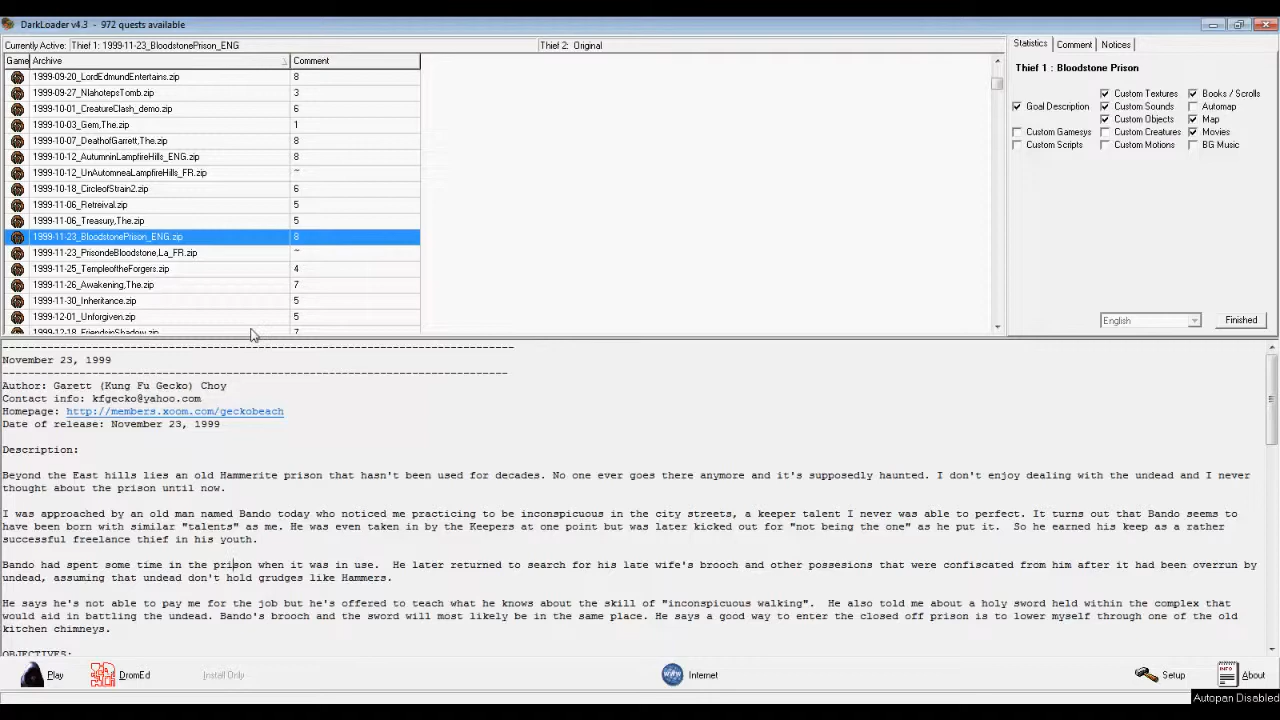 DarkLoader v4.3 - 972 quests available
Currently Active: Thief 1: 1999-11-23_BloodstonePrison_ENG Thief 2: Original
Game Archive Comment
1999-09-20_LordEdmundEntertains.zip 8
1999-09-27_NlahotepsTomb.zip 3
1999-10-01_CreatureClash_demo.zip 6
1999-10-03_Gem,The.zip 1
1999-10-07_DeathofGarrett,The.zip 8
1999-10-12_AutumninLampfireHills_ENG.zip 8
1999-10-12_UnAutomneaLampfireHills_FR.zip ~
1999-10-18_CircleofStrain2.zip 6
1999-11-06_Retreival.zip 5
1999-11-06_Treasury,The.zip 5
1999-11-23_BloodstonePrison_ENG.zip 8
1999-11-23_PrisondeBloodstone,La_FR.zip ~
1999-11-25_TempleoftheForgers.zip 4
1999-11-26_Awakening,The.zip 7
1999-11-30_Inheritance.zip 5
1999-12-01_Unforgiven.zip 5
1999-12-18_FriendsinShadow.zip 7
Statistics Comment Notices
Thief 1 : Bloodstone Prison
Custom Textures Books / Scrolls
Goal Description Custom Sounds Automap
Custom Objects Map
Custom Gamesys Custom Creatures Movies
Custom Scripts Custom Motions BG Music
English Finished
--------------------------------------------------------------------------------
November 23, 1999
-------------------------------------------------------------------------------
Author: Garett (Kung Fu Gecko) Choy
Contact info: kfgecko@yahoo.com
Homepage: http://members.xoom.com/geckobeach
Date of release: November 23, 1999
Description:
Beyond the East hills lies an old Hammerite prison that hasn't been used for decades. No one ever goes there anymore and it's supposedly haunted. I don't enjoy dealing with the undead and I never
thought about the prison until now.
I was approached by an old man named Bando today who noticed me practicing to be inconspicuous in the city streets, a keeper talent I never was able to perfect. It turns out that Bando seems to
have been born with similar "talents" as me. He was even taken in by the Keepers at one point but was later kicked out for "not being the one" as he put it.  So he earned his keep as a rather
successful freelance thief in his youth.
Bando had spent some time in the prison when it was in use.  He later returned to search for his late wife's brooch and other possesions that were confiscated from him after it had been overrun by
undead, assuming that undead don't hold grudges like Hammers.
He says he's not able to pay me for the job but he's offered to teach what he knows about the skill of "inconspicuous walking".  He also told me about a holy sword held within the complex that
would aid in battling the undead. Bando's brooch and the sword will most likely be in the same place. He says a good way to enter the closed off prison is to lower myself through one of the old
kitchen chimneys.
OBJECTIVES:
Play DromEd Install Only Internet Setup About
Autopan Disabled